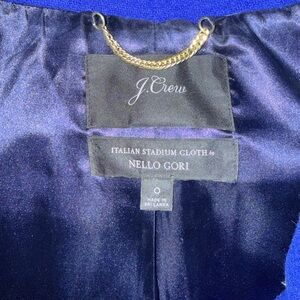 J.Crew
ITALIAN STADIUM CLOTH by
NELLO GORI
0
MADE IN
SRI LANKA